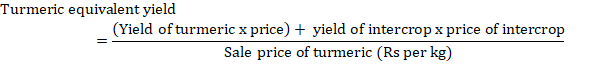 Turmeric equivalent yield
= (Yield of turmeric x price) + yield of intercrop x price of intercrop
Sale price of turmeric (Rs per kg)